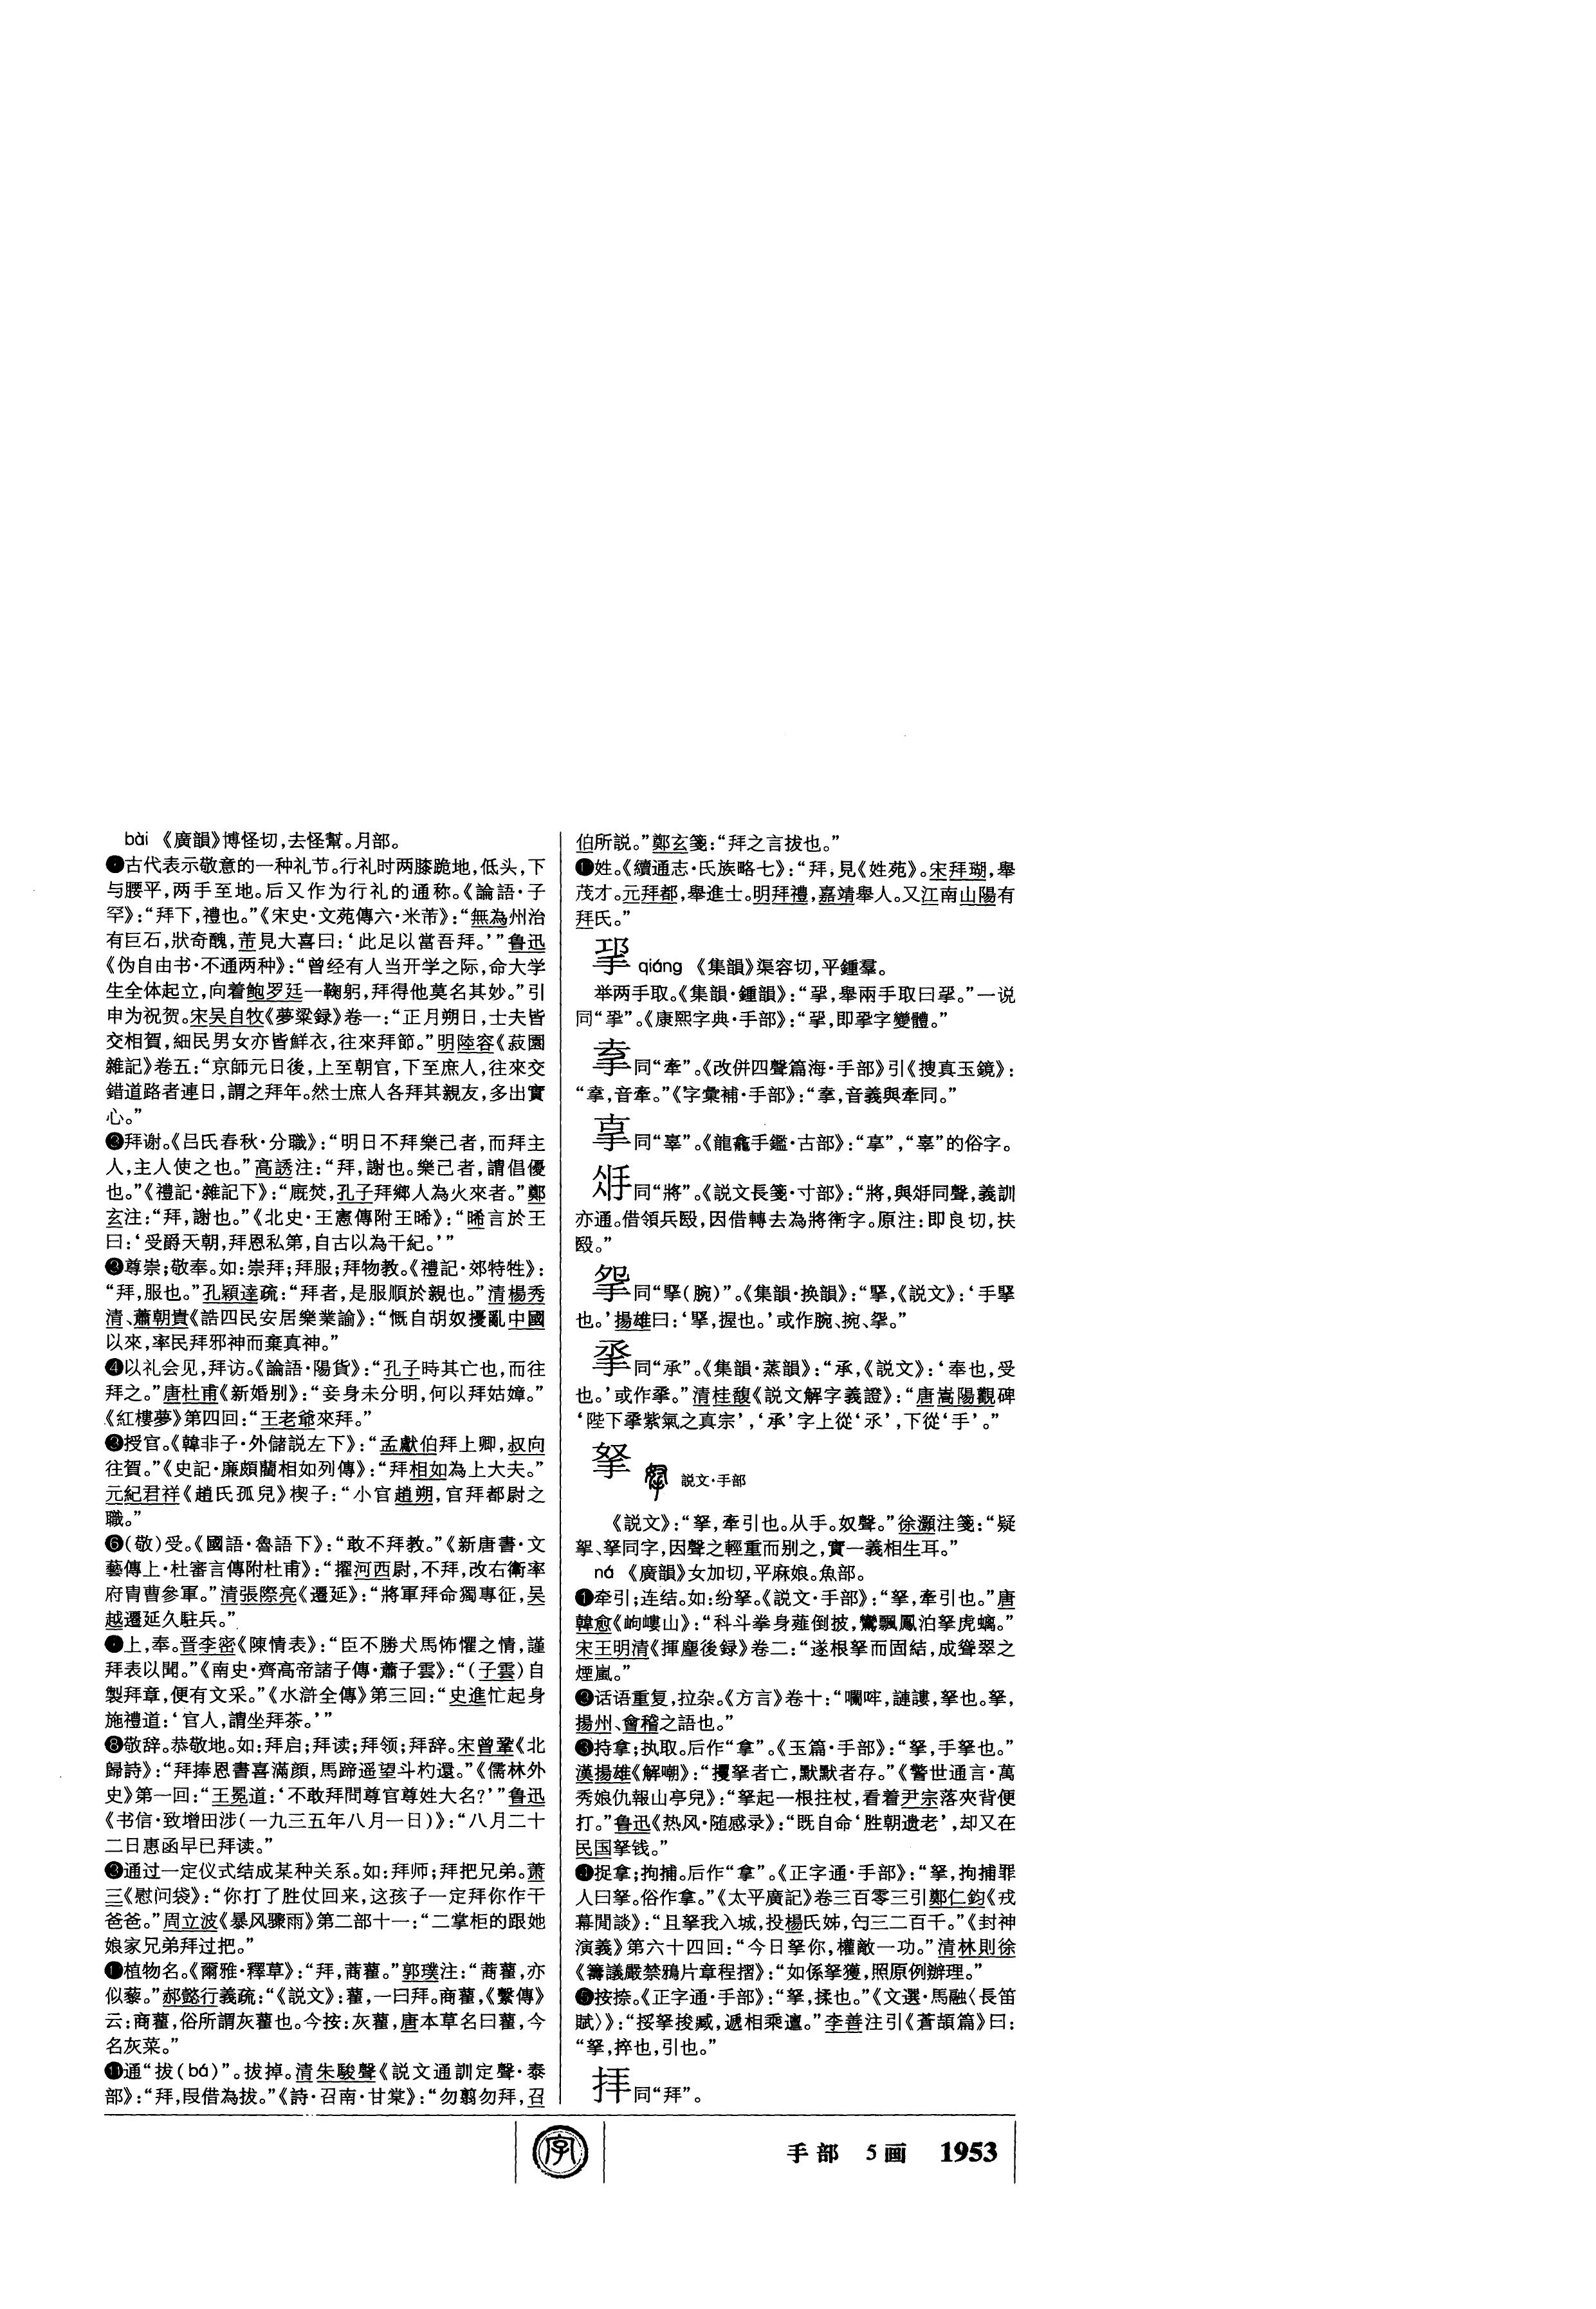 bài 《廣韻》博怪切,去怪幫。月部。
❶古代表示敬意的一种礼节。行礼时两膝跪地,低头,下
与腰平,两手至地。后又作为行礼的通称。《論語·子
罕》:“拜下,禮也。”《宋史·文苑傳六·米芾》:“無為州治
有巨石,狀奇醜,芾見大喜曰:‘此足以當吾拜。’”鲁迅
《伪自由书·不通两种》:“曾经有人当开学之际,命大学
生全体起立,向着鲍罗廷一鞠躬,拜得他莫名其妙。”引
申为祝贺。宋吴自牧《夢粱録》卷一:“正月朔日,士夫皆
交相賀,細民男女亦皆鮮衣,往來拜節。”明陸容《菽園
雜記》卷五:“京師元日後,上至朝官,下至庶人,往來交
錯道路者連日,謂之拜年。然士庶人各拜其親友,多出實
心。”
❷拜谢。《吕氏春秋·分職》:“明日不拜樂己者,而拜主
人,主人使之也。”高誘注:“拜,謝也。樂己者,謂倡優
也。”《禮記·雜記下》:“廐焚,孔子拜鄉人為火來者。”鄭
玄注:“拜,謝也。”《北史·王憲傳附王晞》:“晞言於王
曰:‘受爵天朝,拜恩私第,自古以為干紀。’”
❸尊崇;敬奉。如:崇拜;拜服;拜物教。《禮記·郊特牲》:
“拜,服也。”孔穎達疏:“拜者,是服順於親也。”清楊秀
清、蕭朝貴《誥四民安居樂業諭》:“慨自胡奴擾亂中國
以來,率民拜邪神而棄真神。”
❹以礼会见,拜访。《論語·陽貨》:“孔子時其亡也,而往
拜之。”唐杜甫《新婚别》:“妾身未分明,何以拜姑嫜。”
《紅樓夢》第四回:“王老爺來拜。”
❺授官。《韓非子·外儲説左下》:“孟獻伯拜上卿,叔向
往賀。”《史記·廉頗藺相如列傳》:“拜相如為上大夫。”
元紀君祥《趙氏孤兒》楔子:“小官趙朔,官拜都尉之
職。”
❻(敬)受。《國語·魯語下》:“敢不拜教。”《新唐書·文
藝傳上·杜審言傳附杜甫》:“擢河西尉,不拜,改右衞率
府胄曹參軍。”清張際亮《遷延》:“將軍拜命獨專征,吴
越遷延久駐兵。”
❼上,奉。晋李密《陳情表》:“臣不勝犬馬怖懼之情,謹
拜表以聞。”《南史·齊高帝諸子傳·蕭子雲》:“(子雲)自
製拜章,便有文采。”《水滸全傳》第三回:“史進忙起身
施禮道:‘官人,請坐拜茶。’”
❽敬辞。恭敬地。如:拜启;拜读;拜领;拜辞。宋曾鞏《北
歸詩》:“拜捧恩書喜滿顔,馬蹄遥望斗杓還。”《儒林外
史》第一回:“王冕道:‘不敢拜問尊官尊姓大名?’”鲁迅
《书信·致增田涉(一九三五年八月一日)》:“八月二十
二日惠函早已拜读。”
❾通过一定仪式结成某种关系。如:拜师;拜把兄弟。萧
三《慰问袋》:“你打了胜仗回来,这孩子一定拜你作干
爸爸。”周立波《暴风骤雨》第二部十一:“二掌柜的跟她
娘家兄弟拜过把。”
❿植物名。《爾雅·釋草》:“拜,蔏藋。”郭璞注:“蔏藋,亦
似藜。”郝懿行義疏:“《説文》:藋,一曰拜。商藋,《繫傳》
云:商藋,俗所謂灰藋也。今按:灰藋,唐本草名曰藋,今
名灰菜。”
⓫通“拔(bá)”。拔掉。清朱駿聲《説文通訓定聲·泰
部》:“拜,叚借為拔。”《詩·召南·甘棠》:“勿翦勿拜,召
伯所説。”鄭玄箋:“拜之言拔也。”
姓。《續通志·氏族略七》:“拜,見《姓苑》。宋拜瑚,舉
茂才。元拜都,舉進士。明拜禮,嘉靖舉人。又江南山陽有
拜氏。”
qiáng 《集韻》渠容切,平鍾羣。
举两手取。《集韻·鍾韻》:“,舉兩手取曰。”一说
同“”。《康熙字典·手部》:“,即字變體。”
同“牽”。《改併四聲篇海·手部》引《搜真玉鏡》:
“,音牽。”《字彙補·手部》:“,音義與牽同。”
同“辜”。《龍龕手鑑·古部》:“”,“辜”的俗字。
同“將”。《説文長箋·寸部》:“將,與同聲,義訓
亦通。借領兵毆,因借轉去為將衛字。原注:即良切,扶
毆。”
同“掔(腕)”。《集韻·换韻》:“掔,《説文》:‘手掔
也。’揚雄曰:‘掔,握也。’或作腕、捥、。”
同“承”。《集韻·蒸韻》:“承,《説文》:‘奉也,受
也。’或作。”清桂馥《説文解字義證》:“唐嵩陽觀碑
‘陛下紫氣之真宗’,‘承’字上從‘氶’,下從‘手’。”
拏 説文·手部
《説文》:“拏,牽引也。从手。奴聲。”徐灝注箋:“疑
挐、拏同字,因聲之輕重而别之,實一義相生耳。”
ná 《廣韻》女加切,平麻娘。魚部。
❶牵引;连结。如:纷拏。《説文·手部》:“拏,牽引也。”唐
韓愈《岣嶁山》:“科斗拳身薤倒披,鸞飄鳳泊拏虎螭。”
宋王明清《揮麈後録》卷二:“遂根拏而固結,成聳翠之
煙嵐。”
❷话语重复,拉杂。《方言》卷十:“囒哰,謰謱,拏也。拏,
揚州、會稽之語也。”
❸持拿;执取。后作“拿”。《玉篇·手部》:“拏,手拏也。”
漢揚雄《解嘲》:“攫拏者亡,默默者存。”《警世通言·萬
秀娘仇報山亭兒》:“拏起一根拄杖,看着尹宗落夾背便
打。”鲁迅《热风·随感录》:“既自命‘胜朝遗老’,却又在
民国拏钱。”
❹捉拿;拘捕。后作“拿”。《正字通·手部》:“拏,拘捕罪
人曰拏。俗作拿。”《太平廣記》卷三百零三引鄭仁鈞《戎
幕閒談》:“且拏我入城,投楊氏姊,匄三二百千。”《封神
演義》第六十四回:“今日拏你,權敵一功。”清林則徐
《籌議嚴禁鴉片章程摺》:“如係拏獲,照原例辦理。”
❺按捺。《正字通·手部》:“拏,揉也。”《文選·馬融〈長笛
賦〉》:“挼拏捘臧,遞相乘邅。”李善注引《蒼頡篇》曰:
“拏,捽也,引也。”
同“拜”。
字
手部 5画 1953